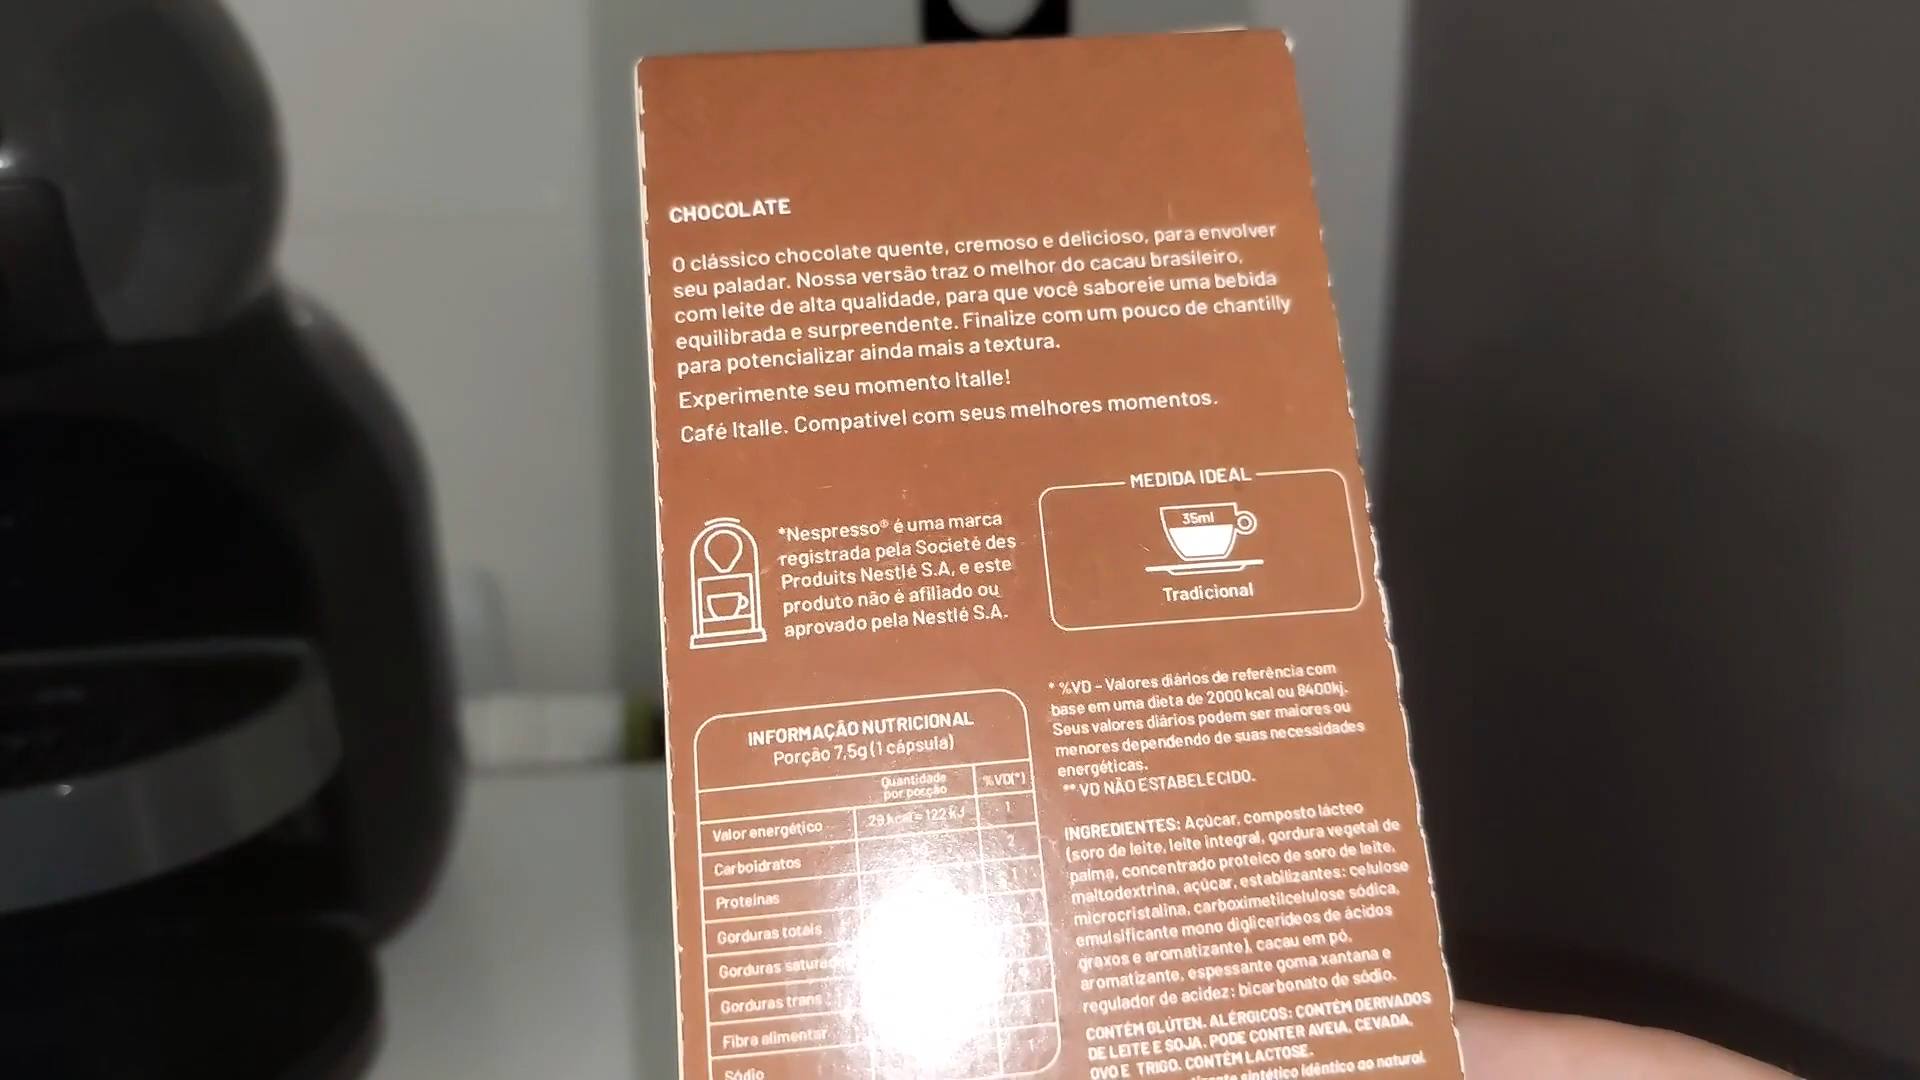 CHOCOLATE
O clássico chocolate quente, cremoso e delicioso, para envolver
seu paladar. Nossa versão traz o melhor do cacau brasileiro,
com leite de alta qualidade, para que você saboreie uma bebida
equilibrada e surpreendente. Finalize com um pouco de chantilly
para potencializar ainda mais a textura.
Experimente seu momento Italle!
Café Italle. Compatível com seus melhores momentos.
*Nespresso® é uma marca
registrada pela Societé des
Produits Nestlé S.A, e este
produto não é afiliado ou
aprovado pela Nestlé S.A.
MEDIDA IDEAL
35ml
Tradicional
INFORMAÇÃO NUTRICIONAL
Porção 7,5g (1 cápsula)
Quantidade
por porção
%VD(*)
Valor energético 29 kcal = 122 kJ 1
Carboidratos 2
Proteínas 1
Gorduras totais
Gorduras saturadas
Gorduras trans
Fibra alimentar 1
Sódio
* %VD – Valores diários de referência com
base em uma dieta de 2000 kcal ou 8400kj.
Seus valores diários podem ser maiores ou
menores dependendo de suas necessidades
energéticas.
** VD NÃO ESTABELECIDO.
INGREDIENTES: Açúcar, composto lácteo
(soro de leite, leite integral, gordura vegetal de
palma, concentrado proteico de soro de leite,
maltodextrina, açúcar, estabilizantes: celulose
microcristalina, carboximetilcelulose sódica,
emulsificante mono diglicerídeos de ácidos
graxos e aromatizante), cacau em pó,
aromatizante, espessante goma xantana e
regulador de acidez: bicarbonato de sódio.
CONTÉM GLÚTEN. ALÉRGICOS: CONTÉM DERIVADOS
DE LEITE E SOJA. PODE CONTER AVEIA, CEVADA,
OVO E TRIGO. CONTÉM LACTOSE.
sintético idêntico ao natural